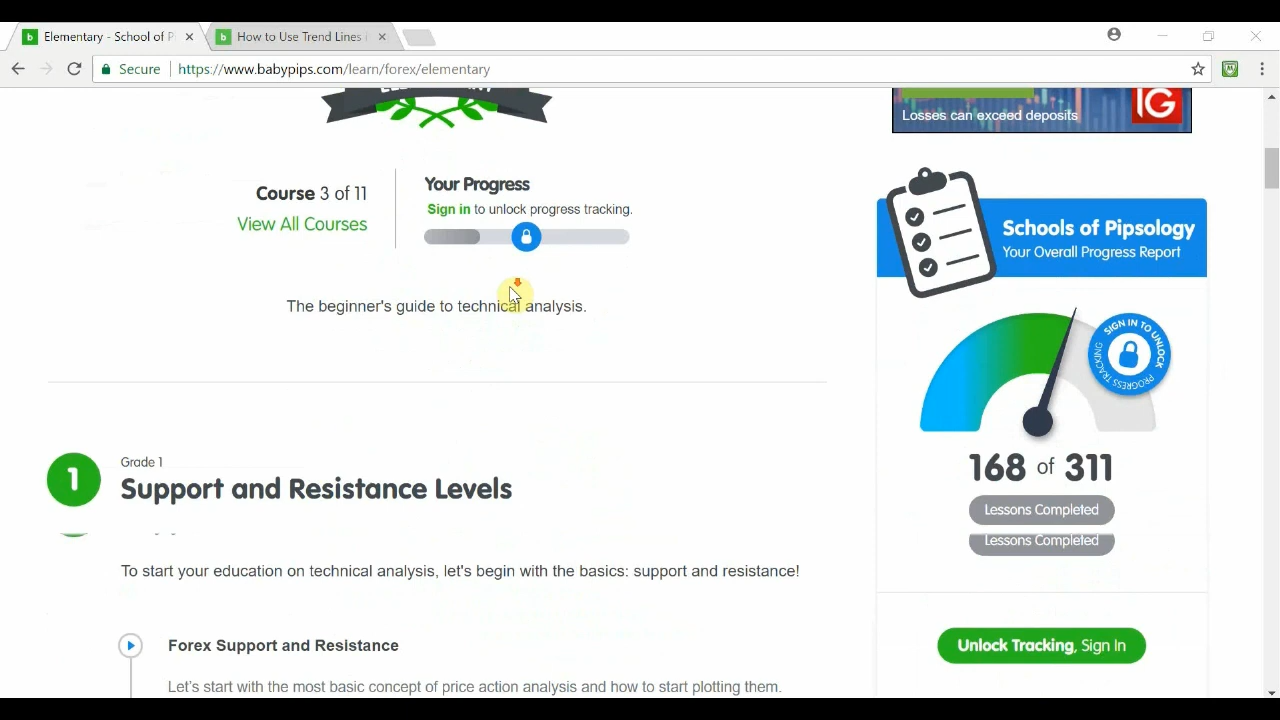 Elementary - School of P
How to Use Trend Lines i
Secure
https://www.babypips.com/learn/forex/elementary
IG
Losses can exceed deposits
Course 3 of 11
View All Courses
Your Progress
Sign in to unlock progress tracking.
The beginner's guide to technical analysis.
Schools of Pipsology
Your Overall Progress Report
SIGN IN TO UNLOCK
PROGRESS TRACKING
168 of 311
Lessons Completed
Lessons Completed
Unlock Tracking, Sign In
1
Grade 1
Support and Resistance Levels
To start your education on technical analysis, let's begin with the basics: support and resistance!
Forex Support and Resistance
Let's start with the most basic concept of price action analysis and how to start plotting them.